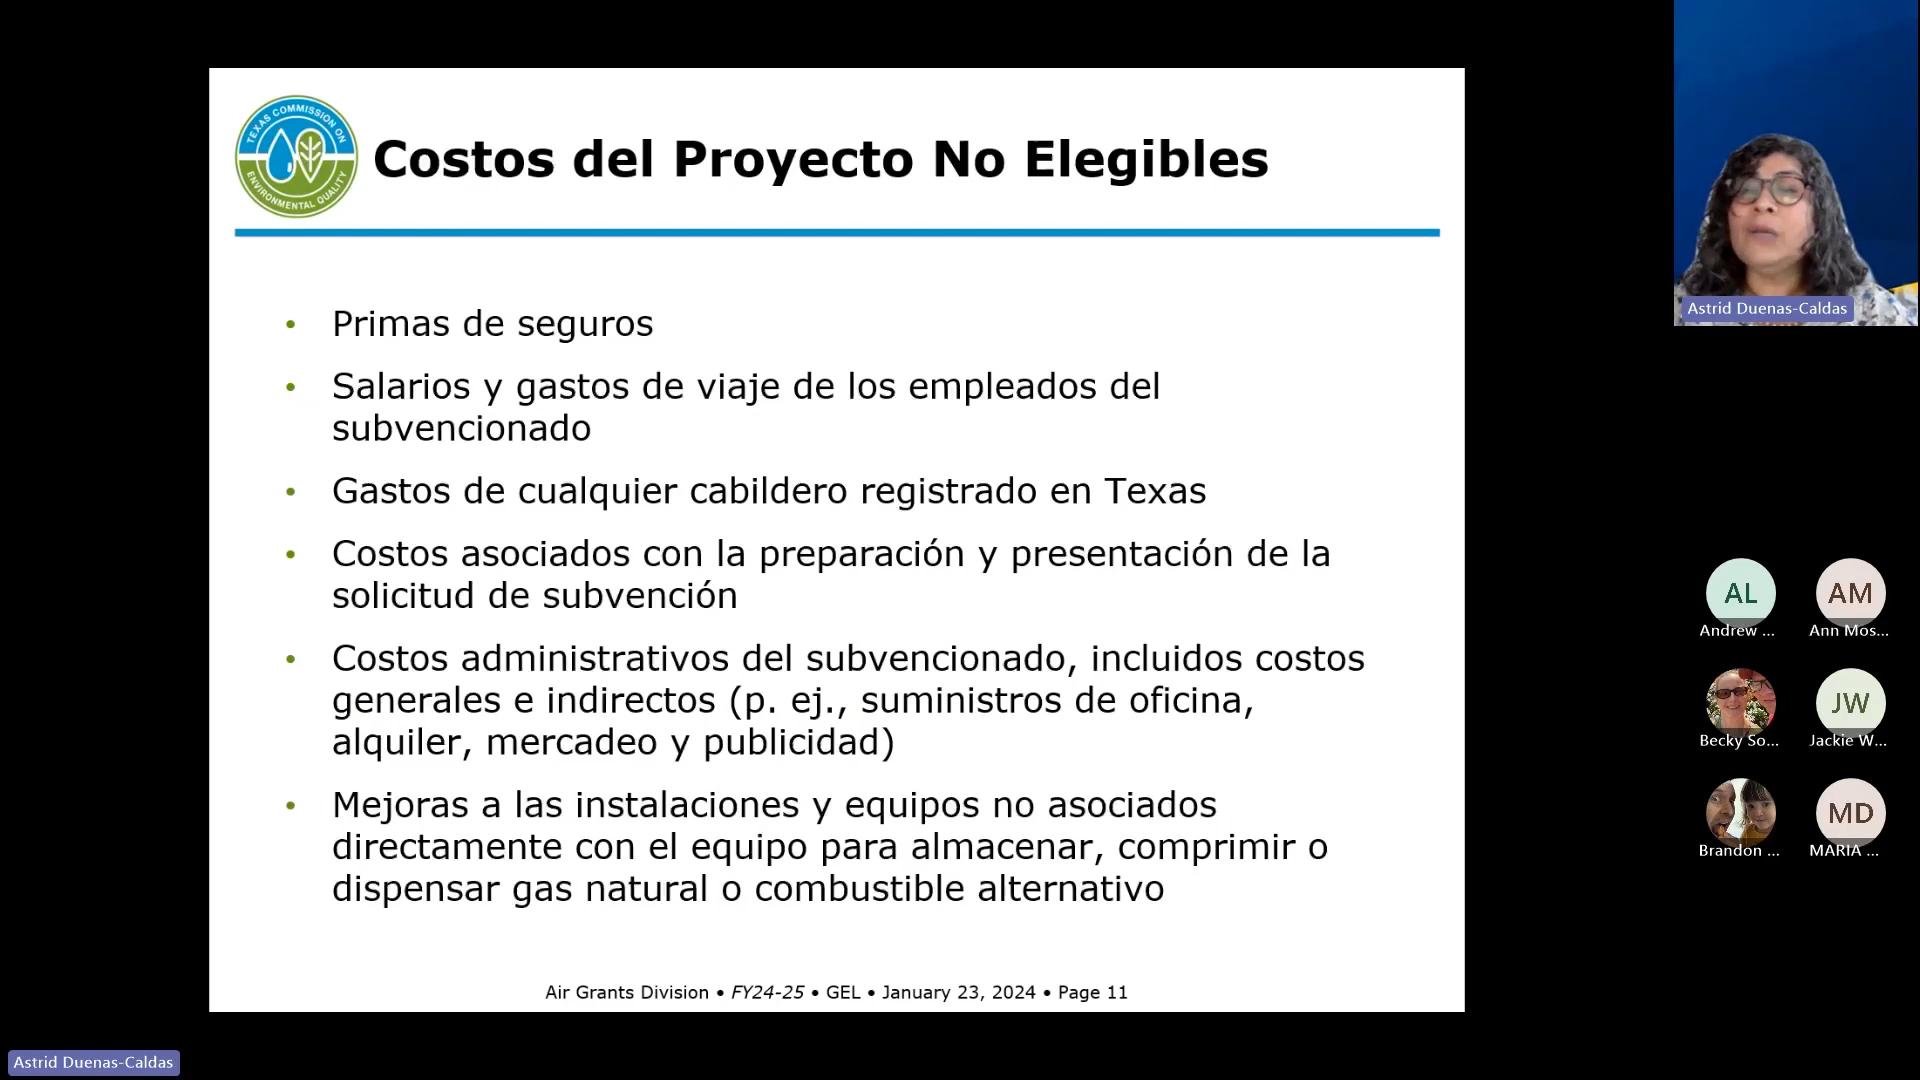 TEXAS COMMISSION ON
ENVIRONMENTAL QUALITY
Costos del Proyecto No Elegibles
• Primas de seguros
• Salarios y gastos de viaje de los empleados del
subvencionado
• Gastos de cualquier cabildero registrado en Texas
• Costos asociados con la preparación y presentación de la
solicitud de subvención
• Costos administrativos del subvencionado, incluidos costos
generales e indirectos (p. ej., suministros de oficina,
alquiler, mercadeo y publicidad)
• Mejoras a las instalaciones y equipos no asociados
directamente con el equipo para almacenar, comprimir o
dispensar gas natural o combustible alternativo
Air Grants Division • FY24-25 • GEL • January 23, 2024 • Page 11
Astrid Duenas-Caldas
AL
AM
Andrew ...
Ann Mos...
JW
Becky So...
Jackie W...
MD
Brandon ...
MARIA ...
Astrid Duenas-Caldas